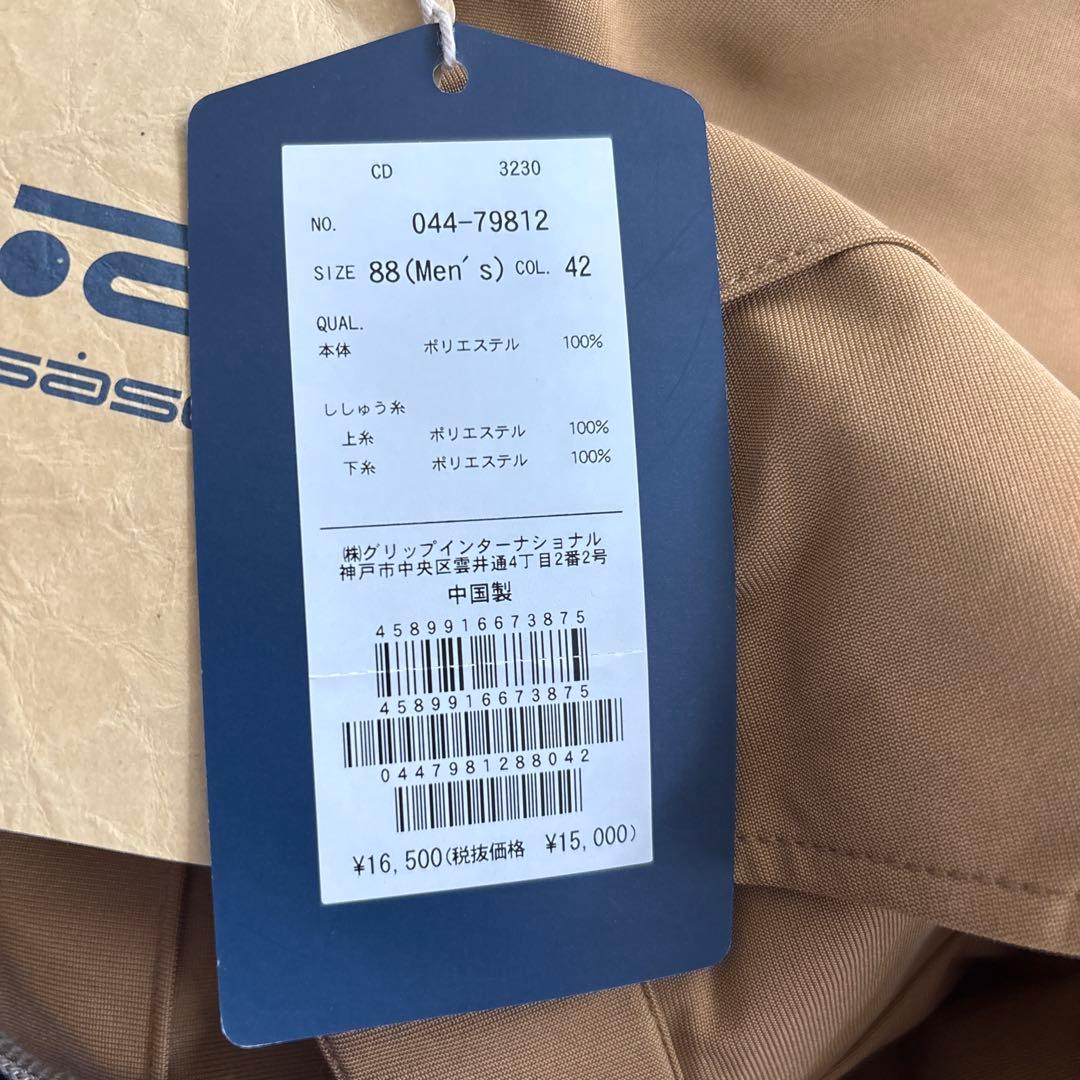 CD 3230
NO. 044-79812
SIZE 88(Men's) COL. 42
QUAL.
本体 ポリエステル 100%
ししゅう糸
上糸 ポリエステル 100%
下糸 ポリエステル 100%
㈱グリップインターナショナル
神戸市中央区雲井通4丁目2番2号
中国製
4589916673875
4589916673875
0447981288042
¥16,500(税抜価格 ¥15,000)